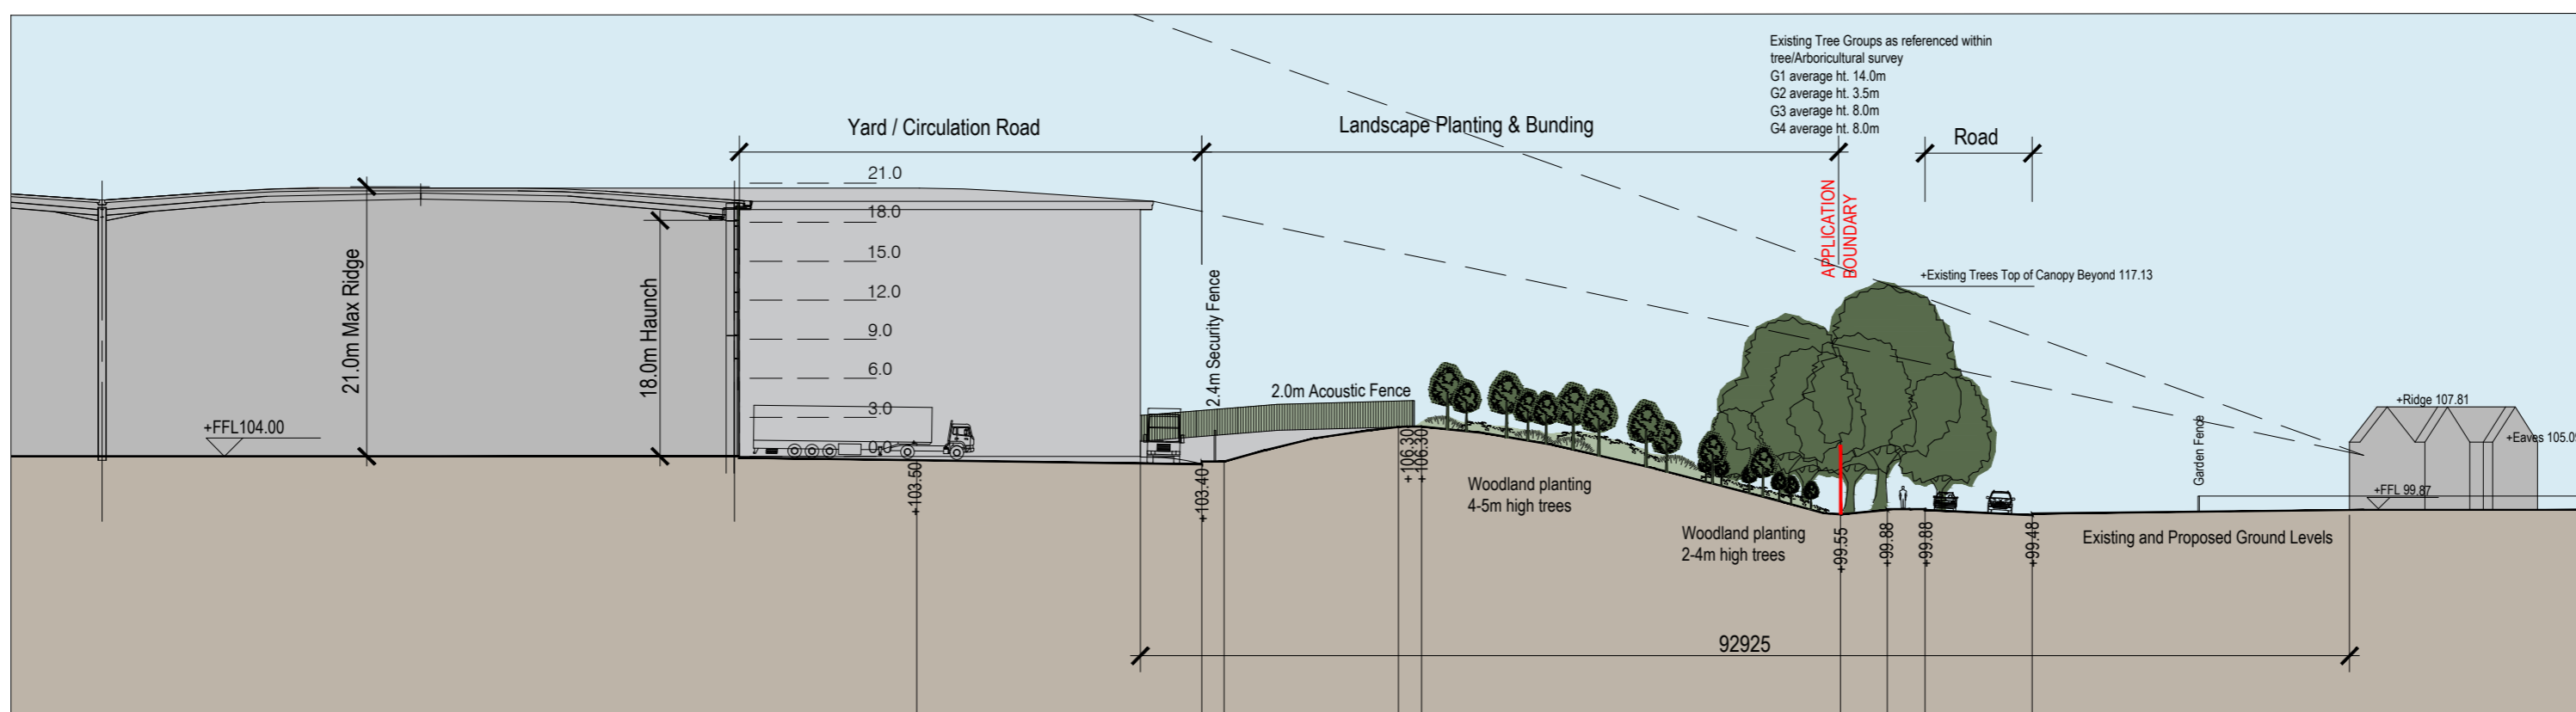 Existing Tree Groups as referenced within
tree/Arboricultural survey
G1 average ht. 14.0m
G2 average ht. 3.5m
G3 average ht. 8.0m
G4 average ht. 8.0m
Yard / Circulation Road
Landscape Planting & Bunding
Road
21.0
18.0
15.0
12.0
9.0
6.0
3.0
0.0
21.0m Max Ridge
18.0m Haunch
+FFL104.00
2.4m Security Fence
2.0m Acoustic Fence
APPLICATION
BOUNDARY
+Existing Trees Top of Canopy Beyond 117.13
+Ridge 107.81
+Eaves 105.09
Garden Fence
+FFL 99.87
+103.50
+103.40
+106.30
+106.30
Woodland planting
4-5m high trees
Woodland planting
2-4m high trees
+99.55
+99.88
+99.88
+99.48
Existing and Proposed Ground Levels
92925